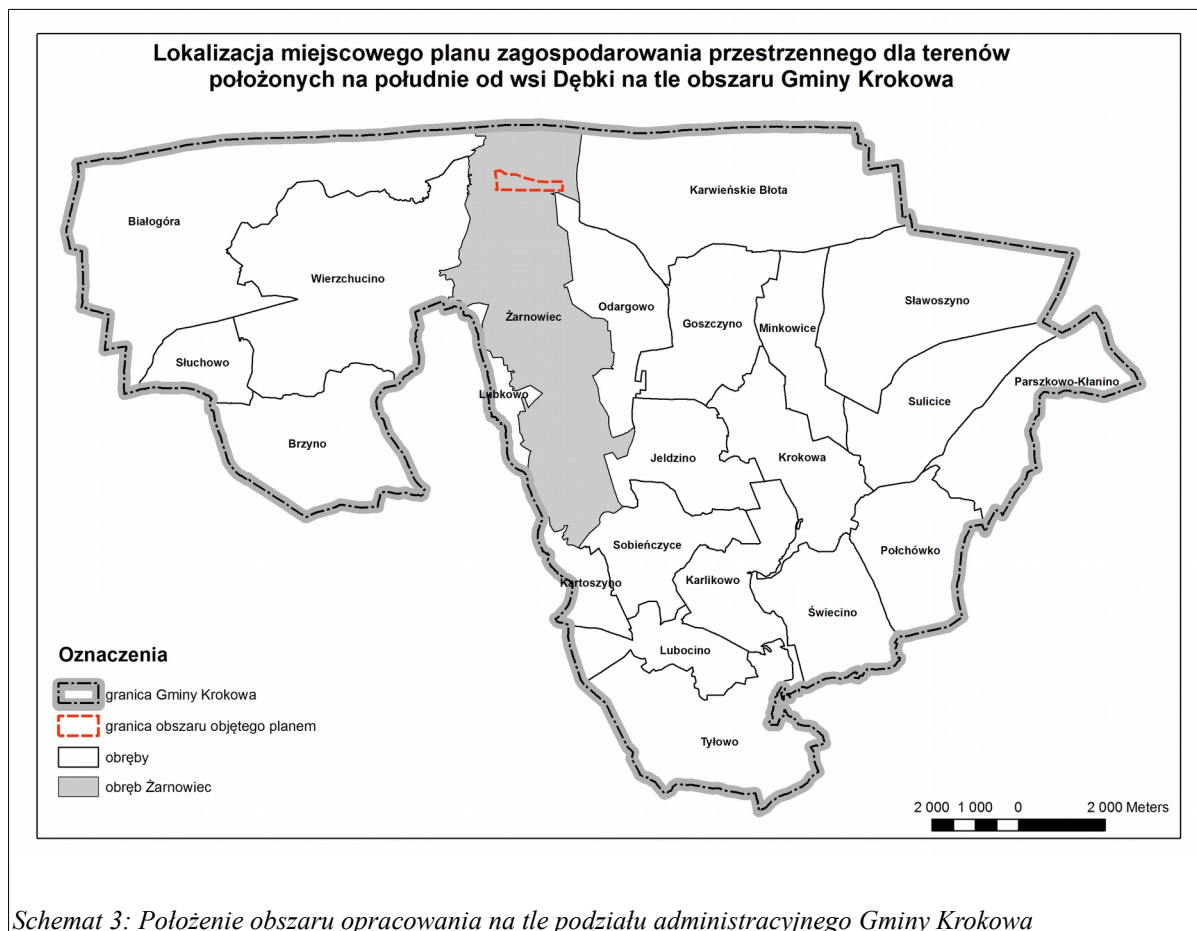 Lokalizacja miejscowego planu zagospodarowania przestrzennego dla terenów
położonych na południe od wsi Dębki na tle obszaru Gminy Krokowa
Karwieńskie Błota
Białogóra
Wierzchucino
Sławoszyno
Odargowo
Żarnowiec
Goszczyno
Minkowice
Słuchowo
Parszkowo-Kłanino
Lubkowo
Sulicice
Brzyno
Jeldzino
Krokowa
Sobieńczyce
Połchówko
Kartoszyno
Karlikowo
Świecino
Lubocino
Tyłowo
Oznaczenia
granica Gminy Krokowa
granica obszaru objętego planem
obręby
obręb Żarnowiec
2 000 1 000 0 2 000 Meters
Schemat 3: Położenie obszaru opracowania na tle podziału administracyjnego Gminy Krokowa